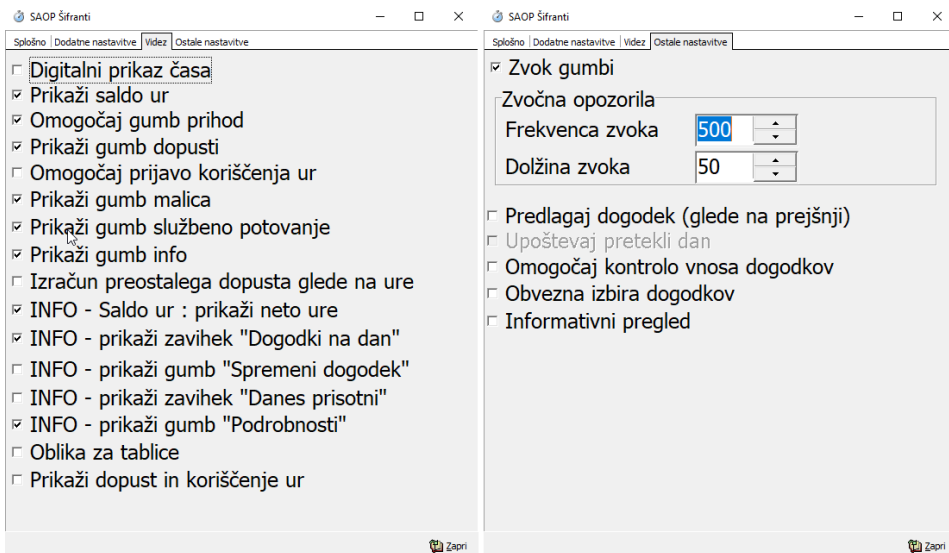 SAOP Šifranti
Splošno Dodatne nastavitve Videz Ostale nastavitve
Digitalni prikaz časa
Prikaži saldo ur
Omogočaj gumb prihod
Prikaži gumb dopusti
Omogočaj prijavo koriščenja ur
Prikaži gumb malica
Prikaži gumb službeno potovanje
Prikaži gumb info
Izračun preostalega dopusta glede na ure
INFO - Saldo ur : prikaži neto ure
INFO - prikaži zavihek "Dogodki na dan"
INFO - prikaži gumb "Spremeni dogodek"
INFO - prikaži zavihek "Danes prisotni"
INFO - prikaži gumb "Podrobnosti"
Oblika za tablice
Prikaži dopust in koriščenje ur
Zapri
SAOP Šifranti
Splošno Dodatne nastavitve Videz Ostale nastavitve
Zvok gumbi
Zvočna opozorila
Frekvenca zvoka 500
Dolžina zvoka 50
Predlagaj dogodek (glede na prejšnji)
Upoštevaj pretekli dan
Omogočaj kontrolo vnosa dogodkov
Obvezna izbira dogodkov
Informativni pregled
Zapri